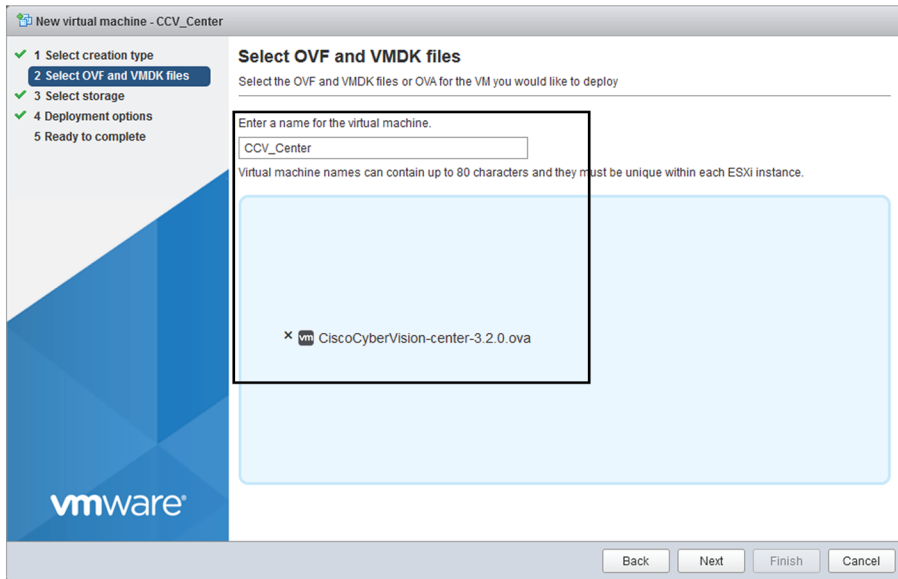 New virtual machine - CCV_Center
1 Select creation type
2 Select OVF and VMDK files
3 Select storage
4 Deployment options
5 Ready to complete
Select OVF and VMDK files
Select the OVF and VMDK files or OVA for the VM you would like to deploy
Enter a name for the virtual machine.
CCV_Center
Virtual machine names can contain up to 80 characters and they must be unique within each ESXi instance.
vm CiscoCyberVision-center-3.2.0.ova
vmware®
Back Next Finish Cancel